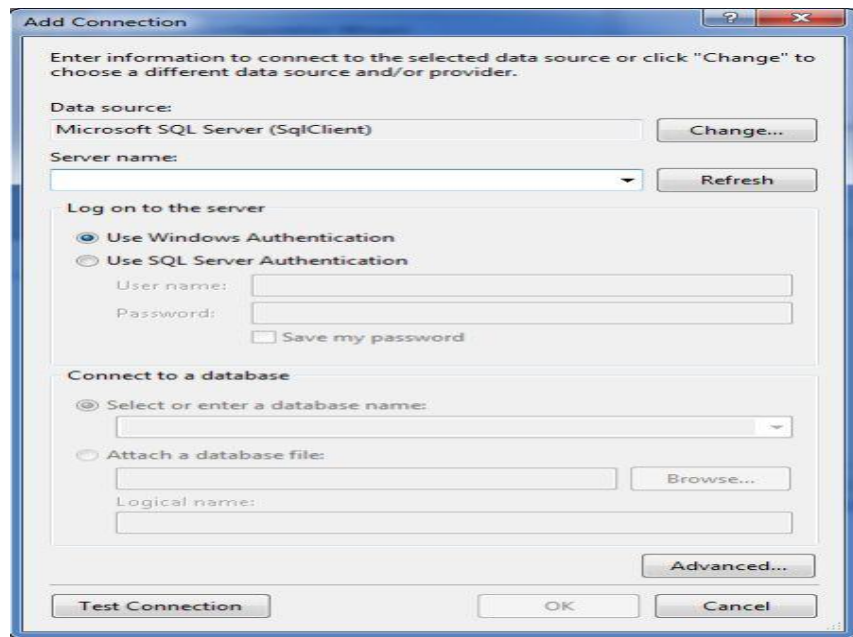 Add Connection
Enter information to connect to the selected data source or click "Change" to
choose a different data source and/or provider.
Data source:
Microsoft SQL Server (SqlClient)
Change...
Server name:
Refresh
Log on to the server
Use Windows Authentication
Use SQL Server Authentication
User name:
Password:
Save my password
Connect to a database
Select or enter a database name:
Attach a database file:
Browse...
Logical name:
Advanced...
Test Connection
OK
Cancel